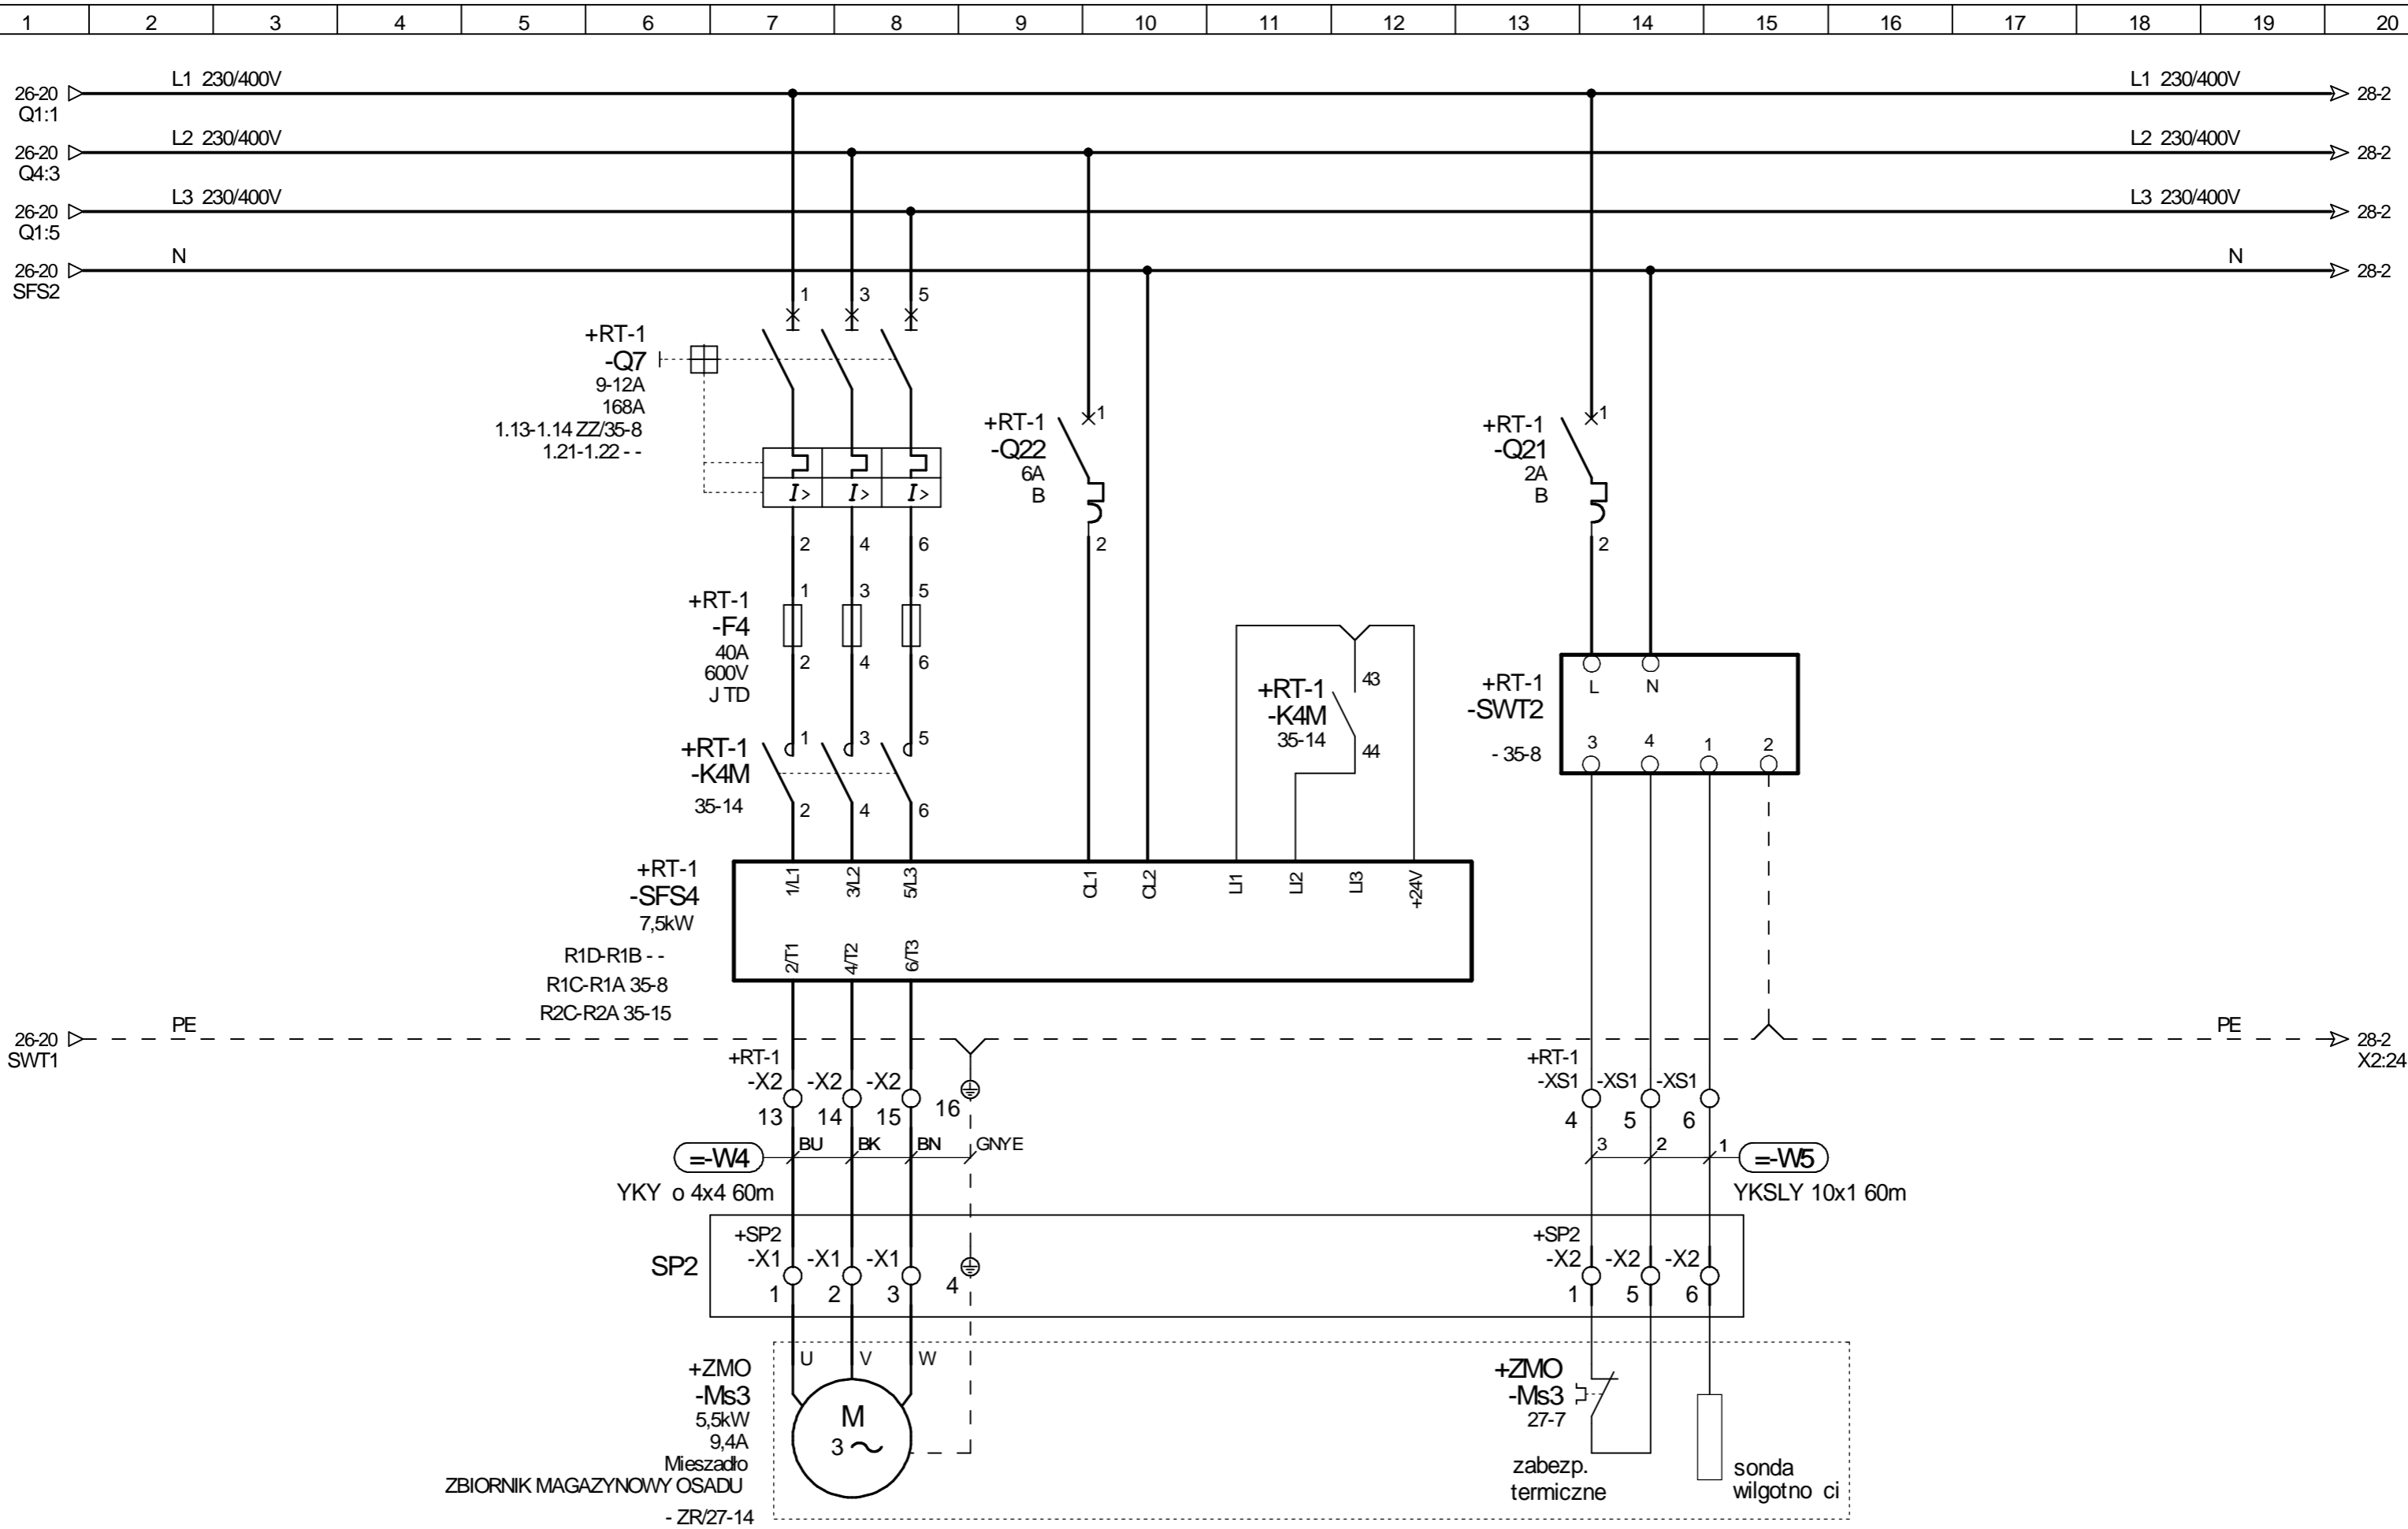 1 2 3 4 5 6 7 8 9 10 11 12 13 14 15 16 17 18 19 20
L1 230/400V
L1 230/400V
26-20
Q1:1
28-2
L2 230/400V
L2 230/400V
26-20
Q4:3
28-2
L3 230/400V
L3 230/400V
26-20
Q1:5
28-2
N
N
26-20
SFS2
28-2
1 3 5
+RT-1
-Q7
9-12A
168A
1.13-1.14 ZZ/35-8
1.21-1.22 - -
I> I> I>
2 4 6
+RT-1
-Q22
6A
B
1
2
+RT-1
-Q21
2A
B
1
2
+RT-1
-F4
40A
600V
J TD
1 3 5
2 4 6
+RT-1
-K4M
35-14
1 3 5
2 4 6
+RT-1
-K4M
35-14
43
44
+RT-1
-SWT2
- 35-8
L N
3 4 1 2
+RT-1
-SFS4
7,5kW
R1D-R1B - -
R1C-R1A 35-8
R2C-R2A 35-15
1/L1 3/L2 5/L3 CL1 CL2 LI1 LI2 LI3 +24V
2/T1 4/T2 6/T3
PE
PE
26-20
SWT1
28-2
X2:24
+RT-1
-X2 -X2 -X2
13 14 15 16
+RT-1
-XS1 -XS1 -XS1
4 5 6
=-W4
BU BK BN GNYE
YKY o 4x4 60m
3 2 1
=-W5
YKSLY 10x1 60m
SP2
+SP2
-X1 -X1 -X1
1 2 3 4
+SP2
-X2 -X2 -X2
1 5 6
+ZMO
-Ms3
5,5kW
9,4A
Mieszadło
ZBIORNIK MAGAZYNOWY OSADU
- ZR/27-14
U V W
M
3
+ZMO
-Ms3
27-7
zabezp.
termiczne
sonda
wilgotno ci